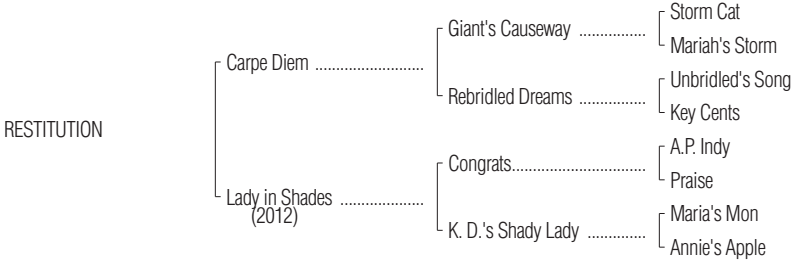 Storm Cat
Giant's Causeway ................
Mariah's Storm
Carpe Diem ..........................
Unbridled's Song
Rebridled Dreams ................
Key Cents
RESTITUTION
A.P. Indy
Congrats................................
Praise
Lady in Shades ....................
(2012)
Maria's Mon
K. D.'s Shady Lady ..............
Annie's Apple